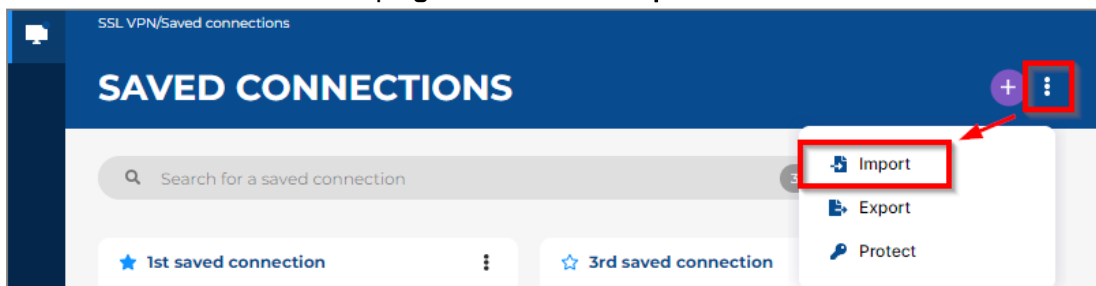 SSL VPN/Saved connections
SAVED CONNECTIONS
+
Import
Search for a saved connection
3
Export
Protect
1st saved connection
3rd saved connection